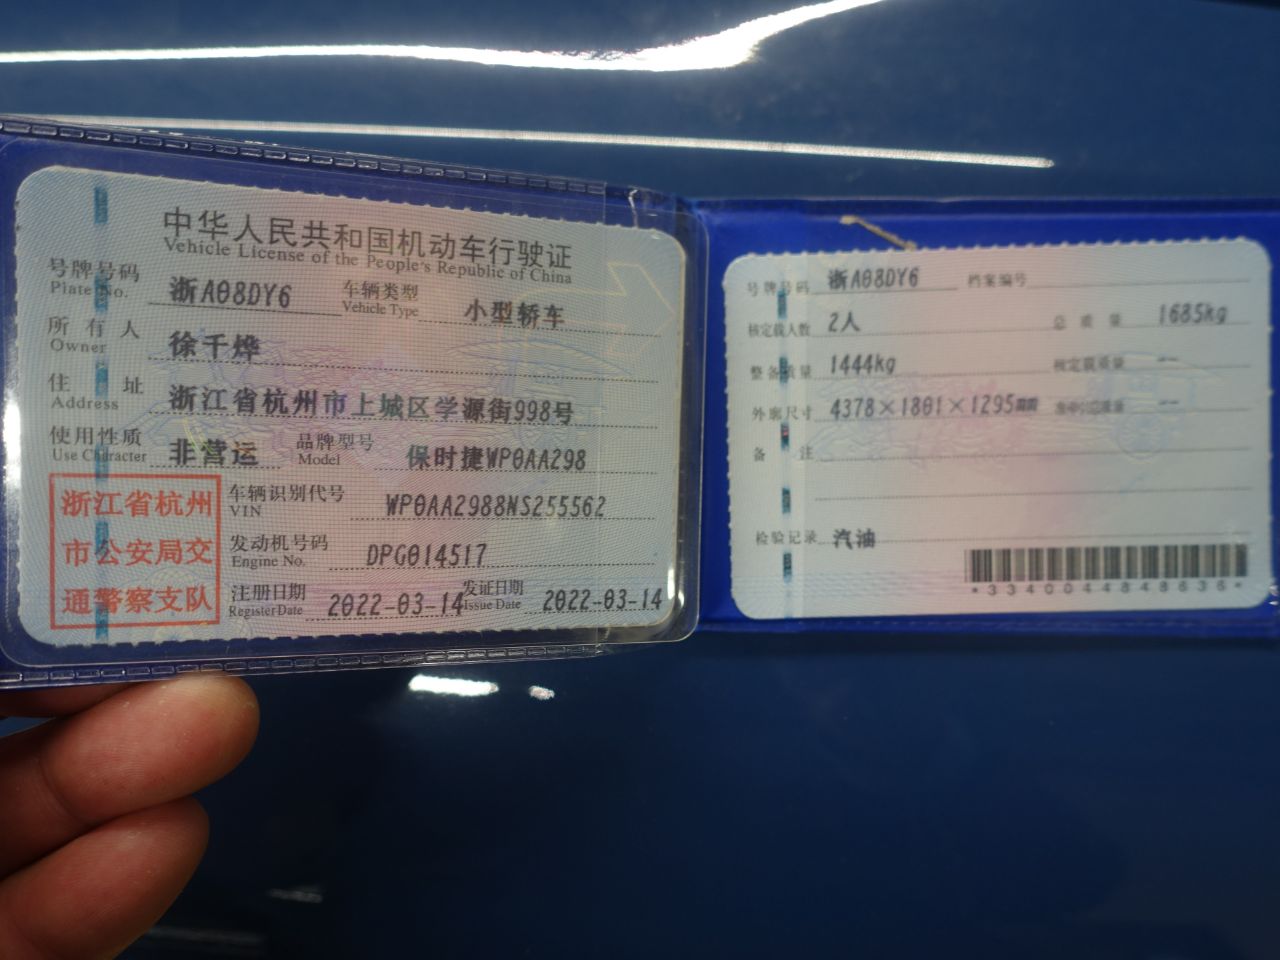 中华人民共和国机动车行驶证
Vehicle License of the People's Republic of China
号牌号码 浙A08DY6 车辆类型 小型轿车
Plate No. Vehicle Type
所有人 徐千烨
Owner
住址 浙江省杭州市上城区学源街998号
Address
使用性质 非营运 品牌型号 保时捷WP0AA298
Use Character Model
浙江省杭州
市公安局交
通警察支队
车辆识别代号 WP0AA2988NS255562
VIN
发动机号码 DPG014517
Engine No.
注册日期 2022-03-14 发证日期 2022-03-14
Register Date Issue Date
号牌号码 浙A08DY6 档案编号
核定载人数 2人 总质量 1685kg
整备质量 1444kg 核定载质量 --
外廓尺寸 4378×1801×1295mm 准牵引总质量 --
备注
检验记录 汽油
*3340044848636*